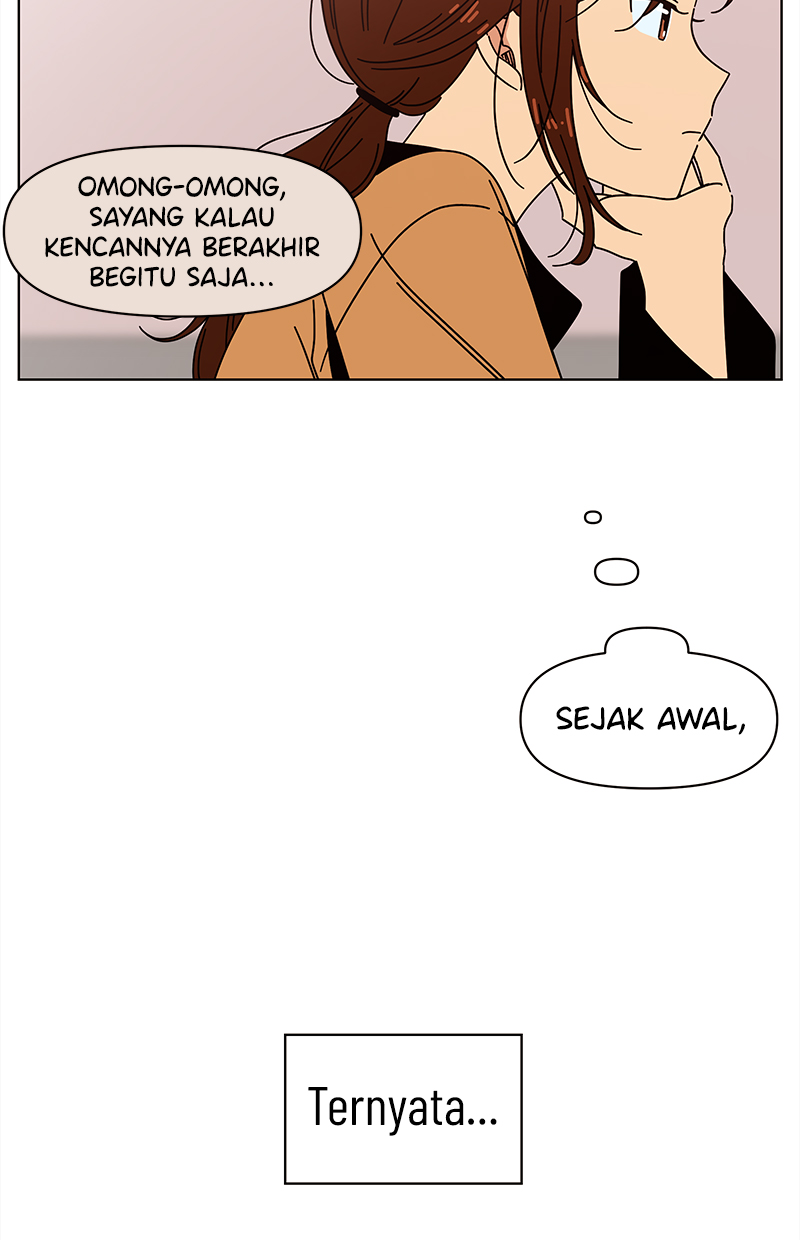 OMONG-OMONG,
SAYANG KALAU
KENCANNYA BERAKHIR
BEGITU SAJA...
SEJAK AWAL,
Ternyata...